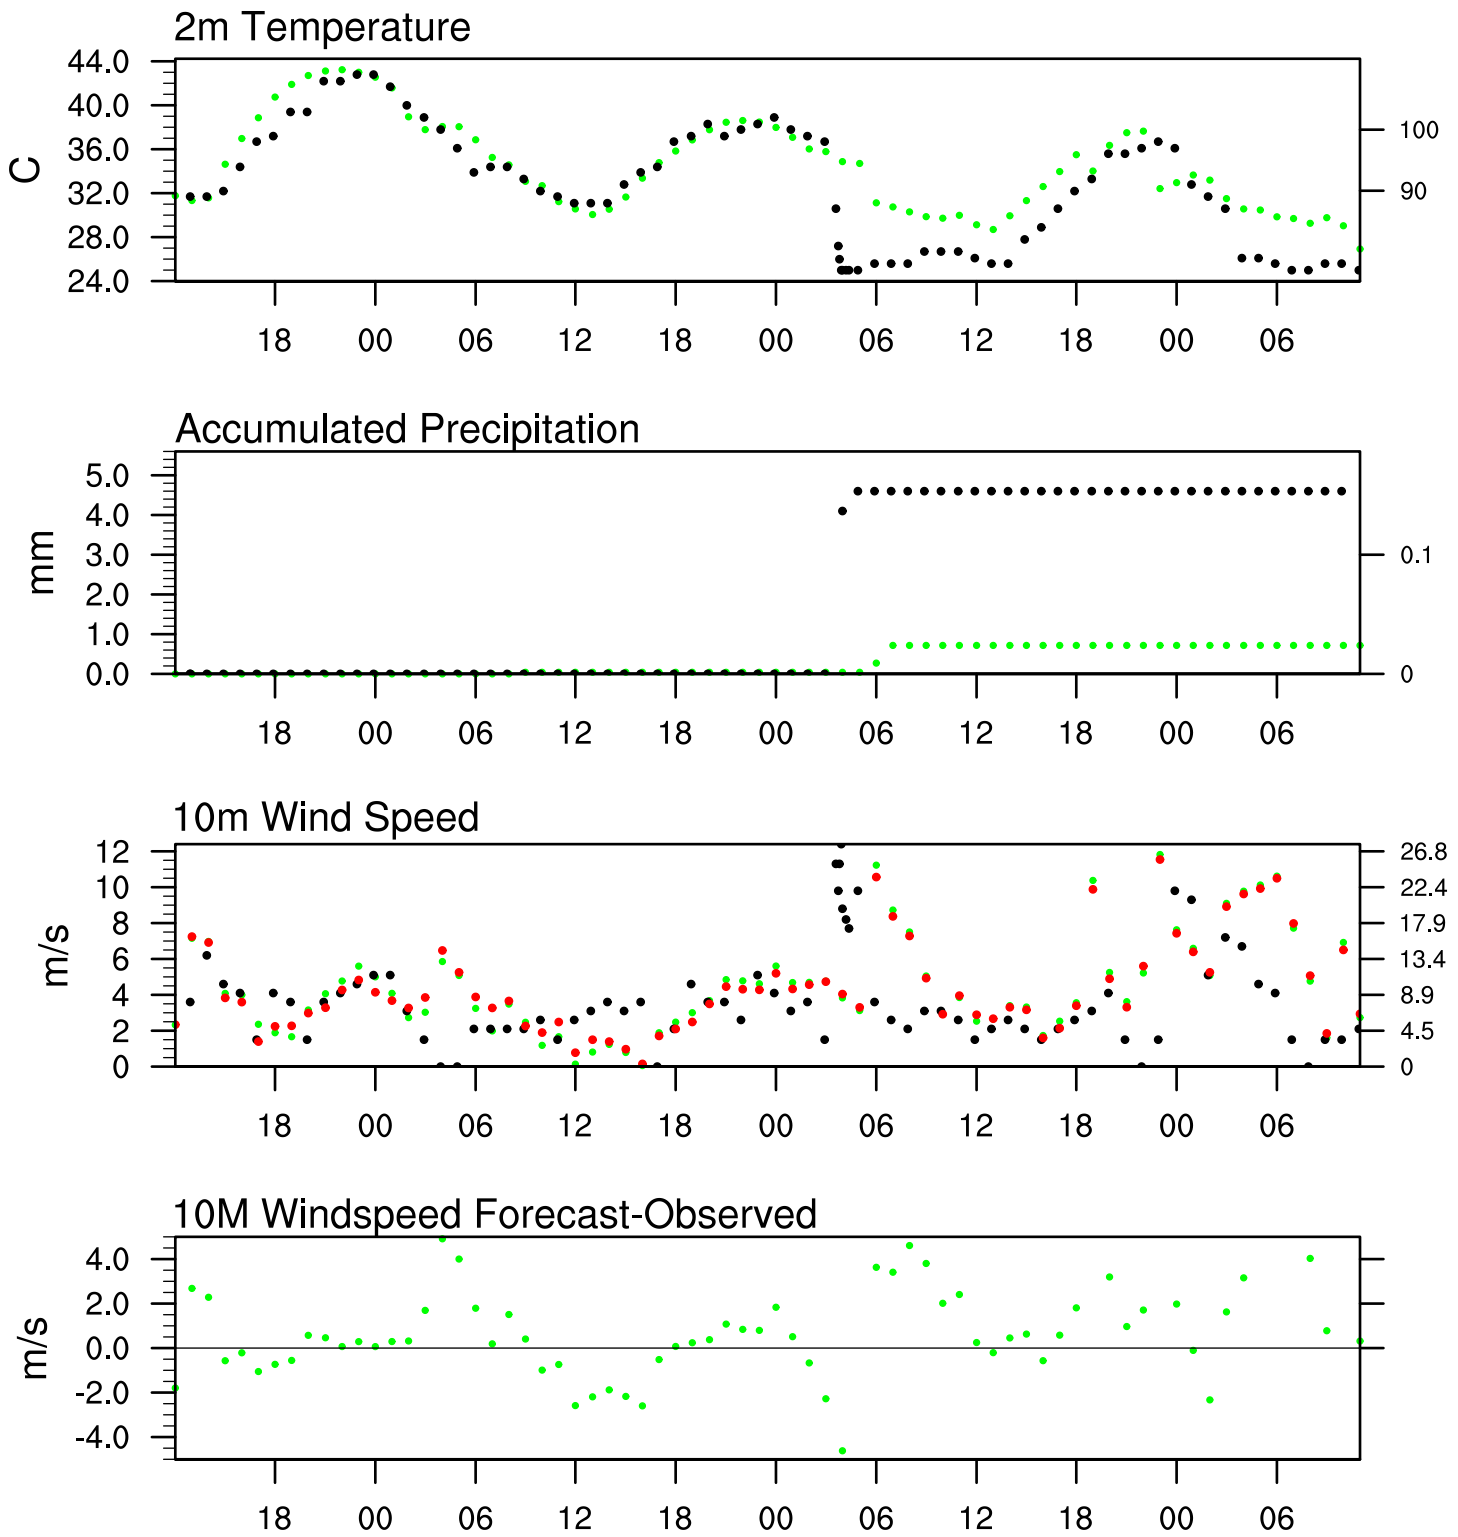 2m Temperature
44.0
40.0
36.0
32.0
28.0
24.0
C
100
90
18 00 06 12 18 00 06 12 18 00 06
Accumulated Precipitation
5.0
4.0
3.0
2.0
1.0
0.0
mm
0.1
0
18 00 06 12 18 00 06 12 18 00 06
10m Wind Speed
12
10
8
6
4
2
0
m/s
26.8
22.4
17.9
13.4
8.9
4.5
0
18 00 06 12 18 00 06 12 18 00 06
10M Windspeed Forecast-Observed
4.0
2.0
0.0
-2.0
-4.0
m/s
18 00 06 12 18 00 06 12 18 00 06